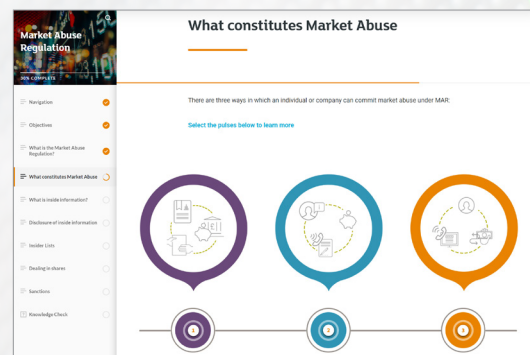 Market Abuse
Regulation
30% COMPLETE
Navigation
Objectives
What is the Market Abuse
Regulation?
What constitutes Market Abuse
What is inside information?
Disclosure of inside information
Insider Lists
Dealing in shares
Sanctions
Knowledge Check
What constitutes Market Abuse
There are three ways in which an individual or company can commit market abuse under MAR:
Select the pulses below to learn more
1
2
3